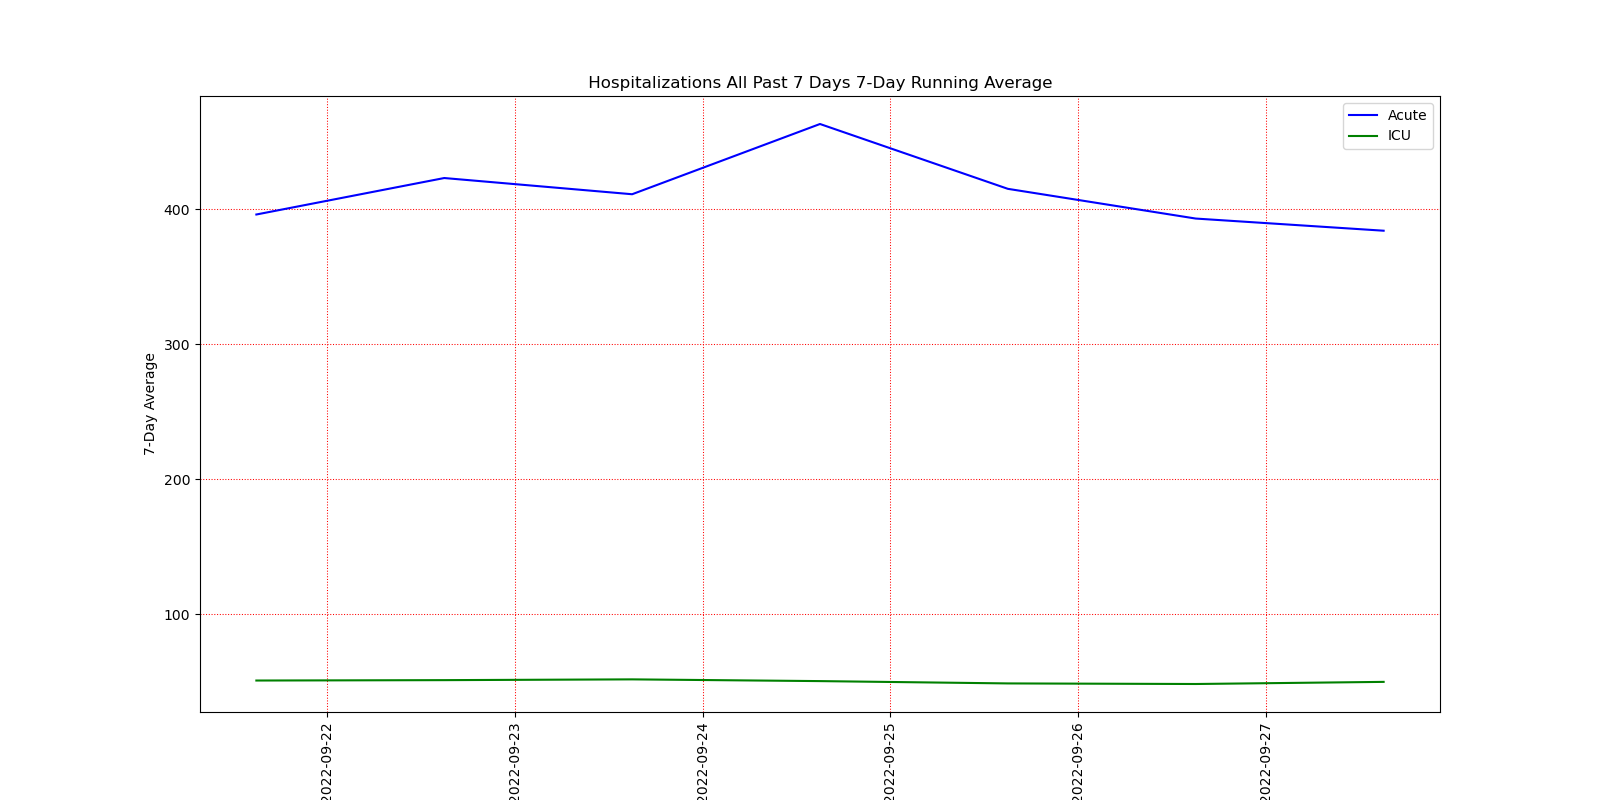 Hospitalizations All Past 7 Days 7-Day Running Average
Acute
ICU
7-Day Average
400
300
200
100
2022-09-22
2022-09-23
2022-09-24
2022-09-25
2022-09-26
2022-09-27